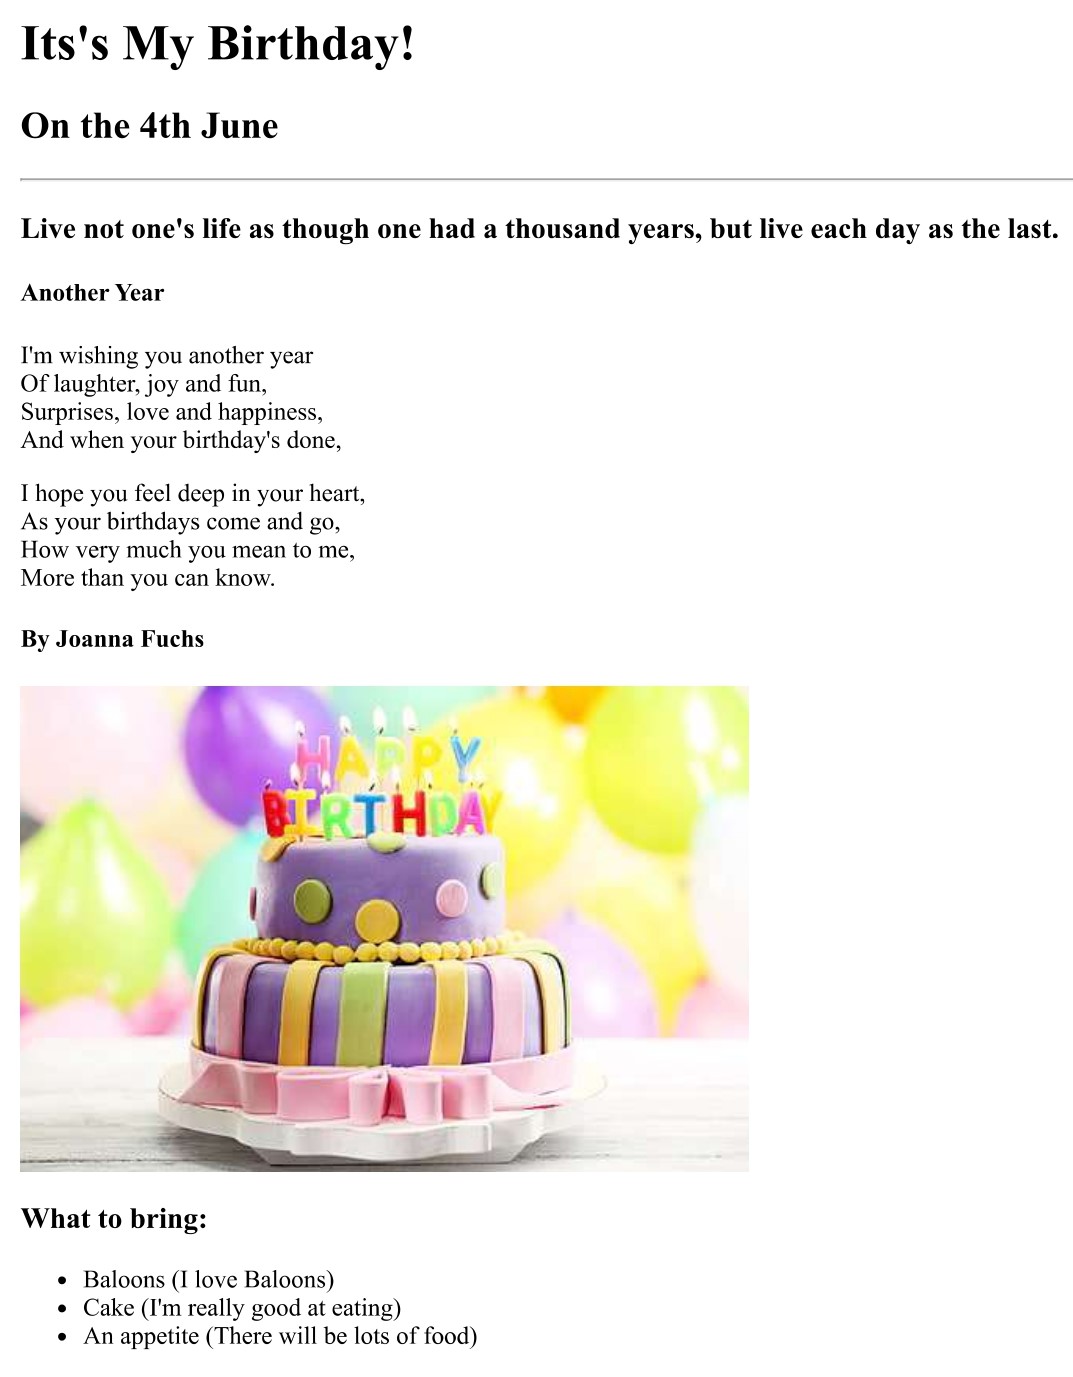 Its's My Birthday!
On the 4th June
Live not one's life as though one had a thousand years, but live each day as the last.
Another Year
I'm wishing you another year
Of laughter, joy and fun,
Surprises, love and happiness,
And when your birthday's done,
I hope you feel deep in your heart,
As your birthdays come and go,
How very much you mean to me,
More than you can know.
By Joanna Fuchs
HAPPY
BIRTHDAY
What to bring:
• Baloons (I love Baloons)
• Cake (I'm really good at eating)
• An appetite (There will be lots of food)